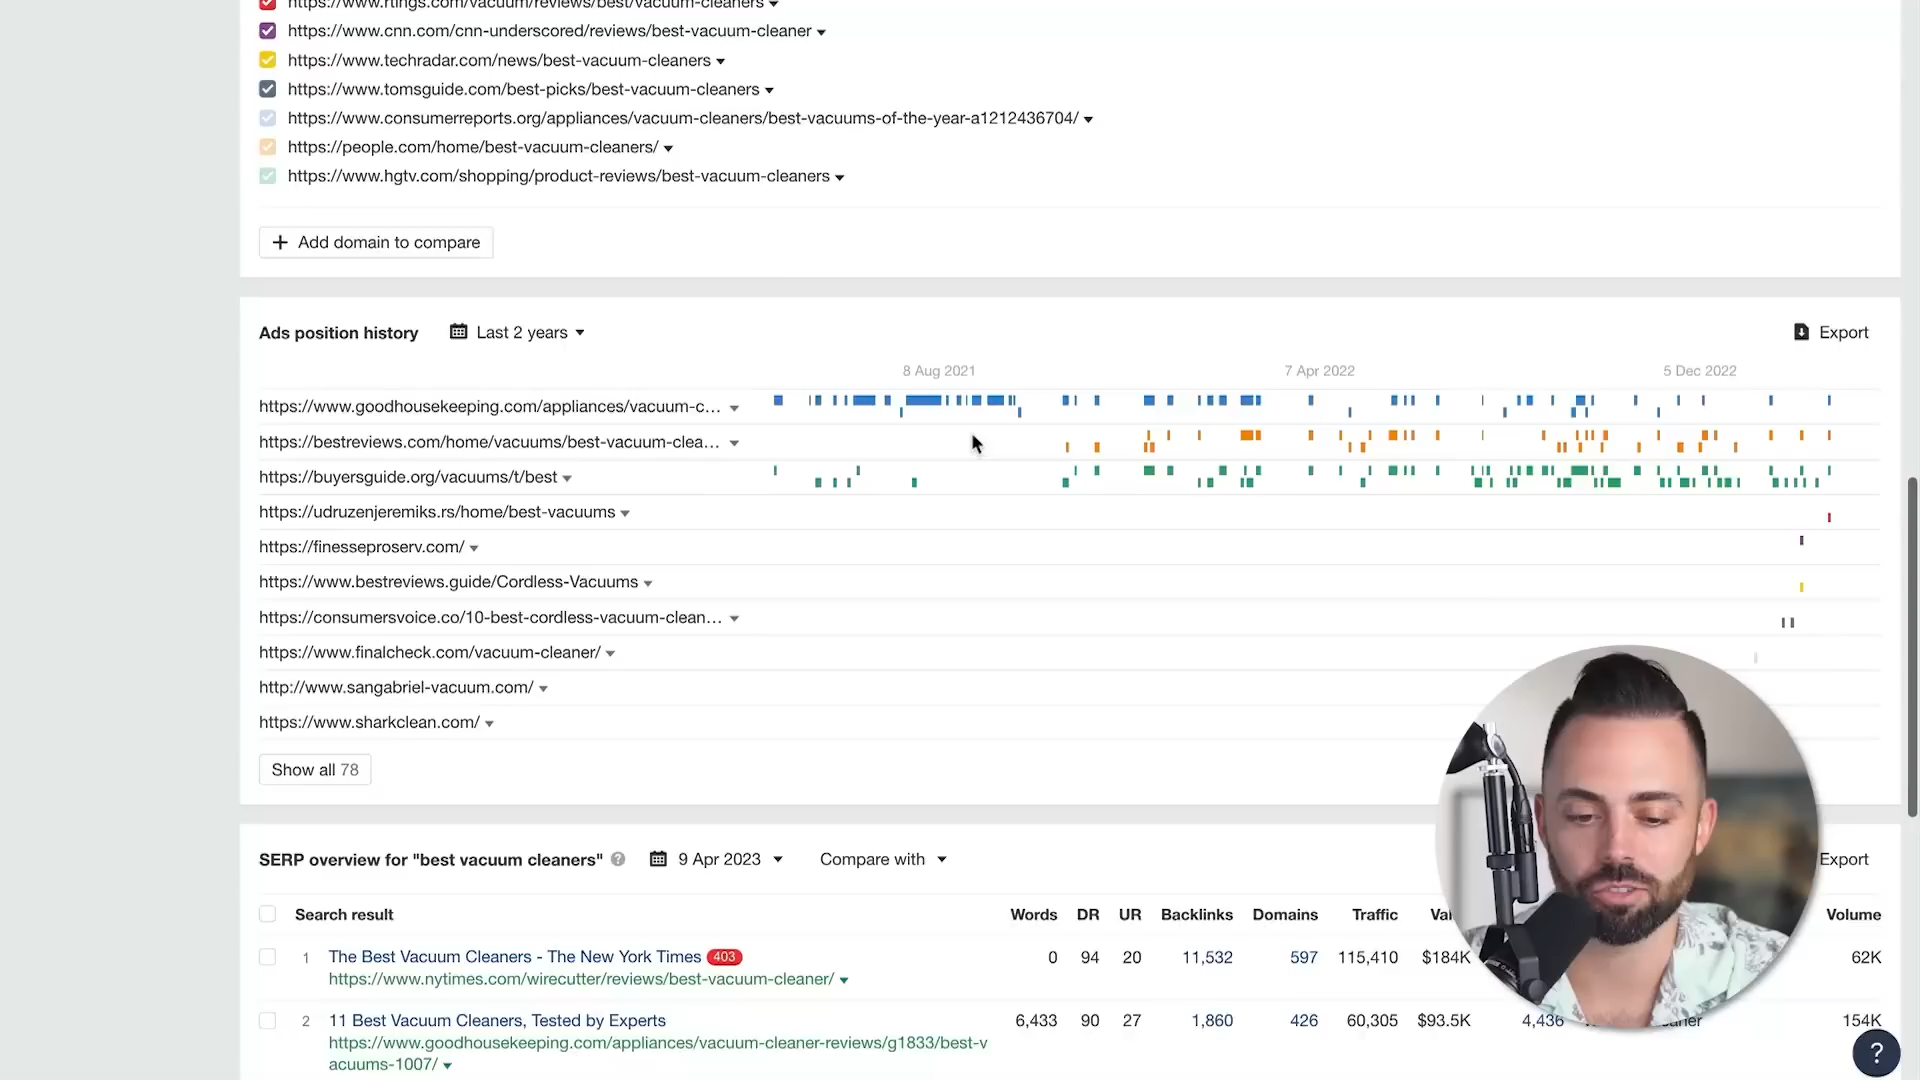 https://www.rtings.com/vacuum/reviews/best/vacuum-cleaners
https://www.cnn.com/cnn-underscored/reviews/best-vacuum-cleaner
https://www.techradar.com/news/best-vacuum-cleaners
https://www.tomsguide.com/best-picks/best-vacuum-cleaners
https://www.consumerreports.org/appliances/vacuum-cleaners/best-vacuums-of-the-year-a1212436704/
https://people.com/home/best-vacuum-cleaners/
https://www.hgtv.com/shopping/product-reviews/best-vacuum-cleaners
+ Add domain to compare
Ads position history Last 2 years Export
8 Aug 2021 7 Apr 2022 5 Dec 2022
https://www.goodhousekeeping.com/appliances/vacuum-c…
https://bestreviews.com/home/vacuums/best-vacuum-clea…
https://buyersguide.org/vacuums/t/best
https://udruzenjeremiks.rs/home/best-vacuums
https://finesseproserv.com/
https://www.bestreviews.guide/Cordless-Vacuums
https://consumersvoice.co/10-best-cordless-vacuum-clean…
https://www.finalcheck.com/vacuum-cleaner/
http://www.sangabriel-vacuum.com/
https://www.sharkclean.com/
Show all 78
SERP overview for "best vacuum cleaners" ? 9 Apr 2023 Compare with Export
Search result Words DR UR Backlinks Domains Traffic Volume
1 The Best Vacuum Cleaners - The New York Times 403 0 94 20 11,532 597 115,410 $184K 62K
https://www.nytimes.com/wirecutter/reviews/best-vacuum-cleaner/
2 11 Best Vacuum Cleaners, Tested by Experts 6,433 90 27 1,860 426 60,305 $93.5K 4,436 154K
https://www.goodhousekeeping.com/appliances/vacuum-cleaner-reviews/g1833/best-v
acuums-1007/
?